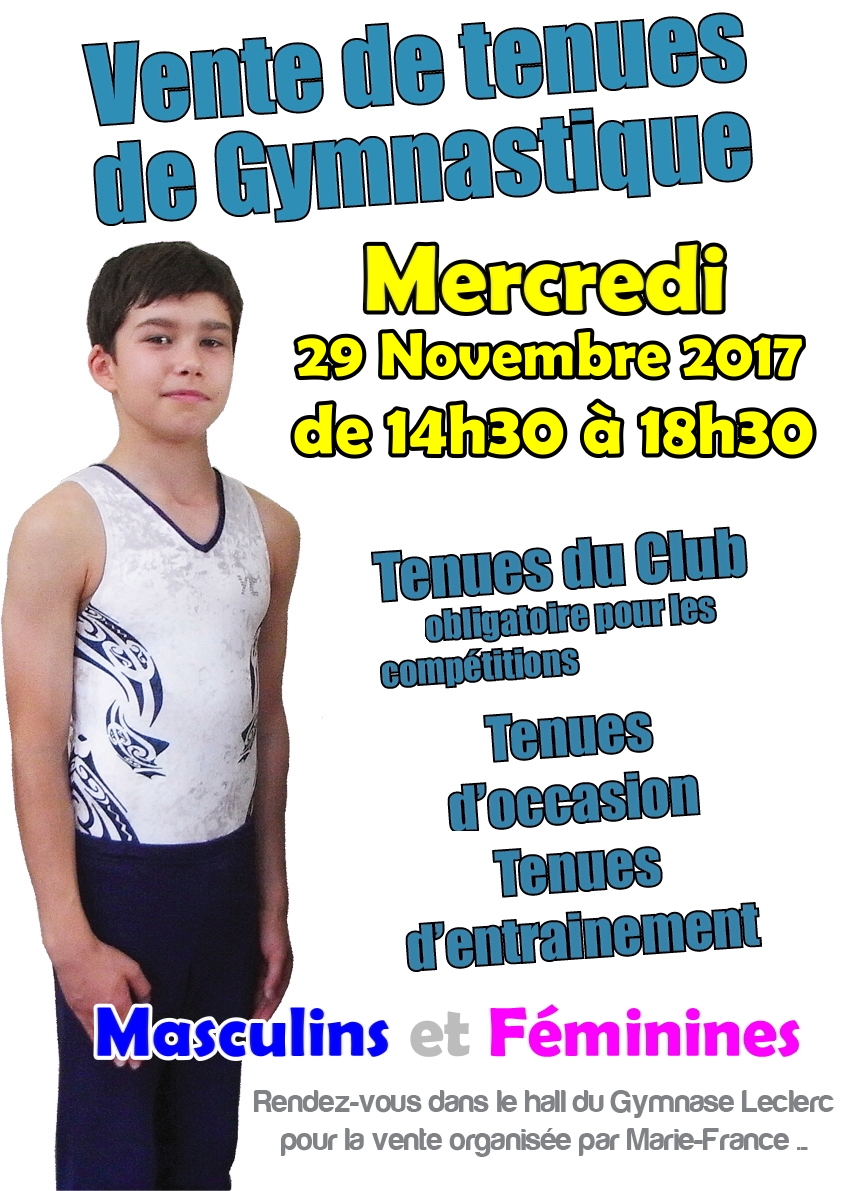 Vente de tenues
de Gymnastique
Mercredi
29 Novembre 2017
de 14h30 à 18h30
Tenues du Club
obligatoire pour les
compétitions
Tenues
d'occasion
Tenues
d'entrainement
Masculins et Féminines
Rendez-vous dans le hall du Gymnase Leclerc
pour la vente organisée par Marie-France ...